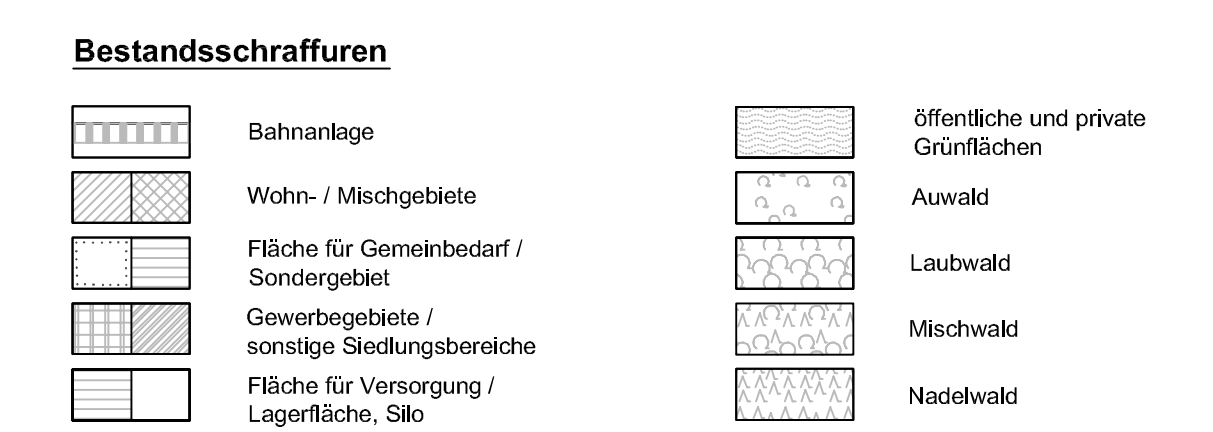 Bestandsschraffuren
Bahnanlage
Wohn- / Mischgebiete
Fläche für Gemeinbedarf /
Sondergebiet
Gewerbegebiete /
sonstige Siedlungsbereiche
Fläche für Versorgung /
Lagerfläche, Silo
öffentliche und private
Grünflächen
Auwald
Laubwald
Mischwald
Nadelwald